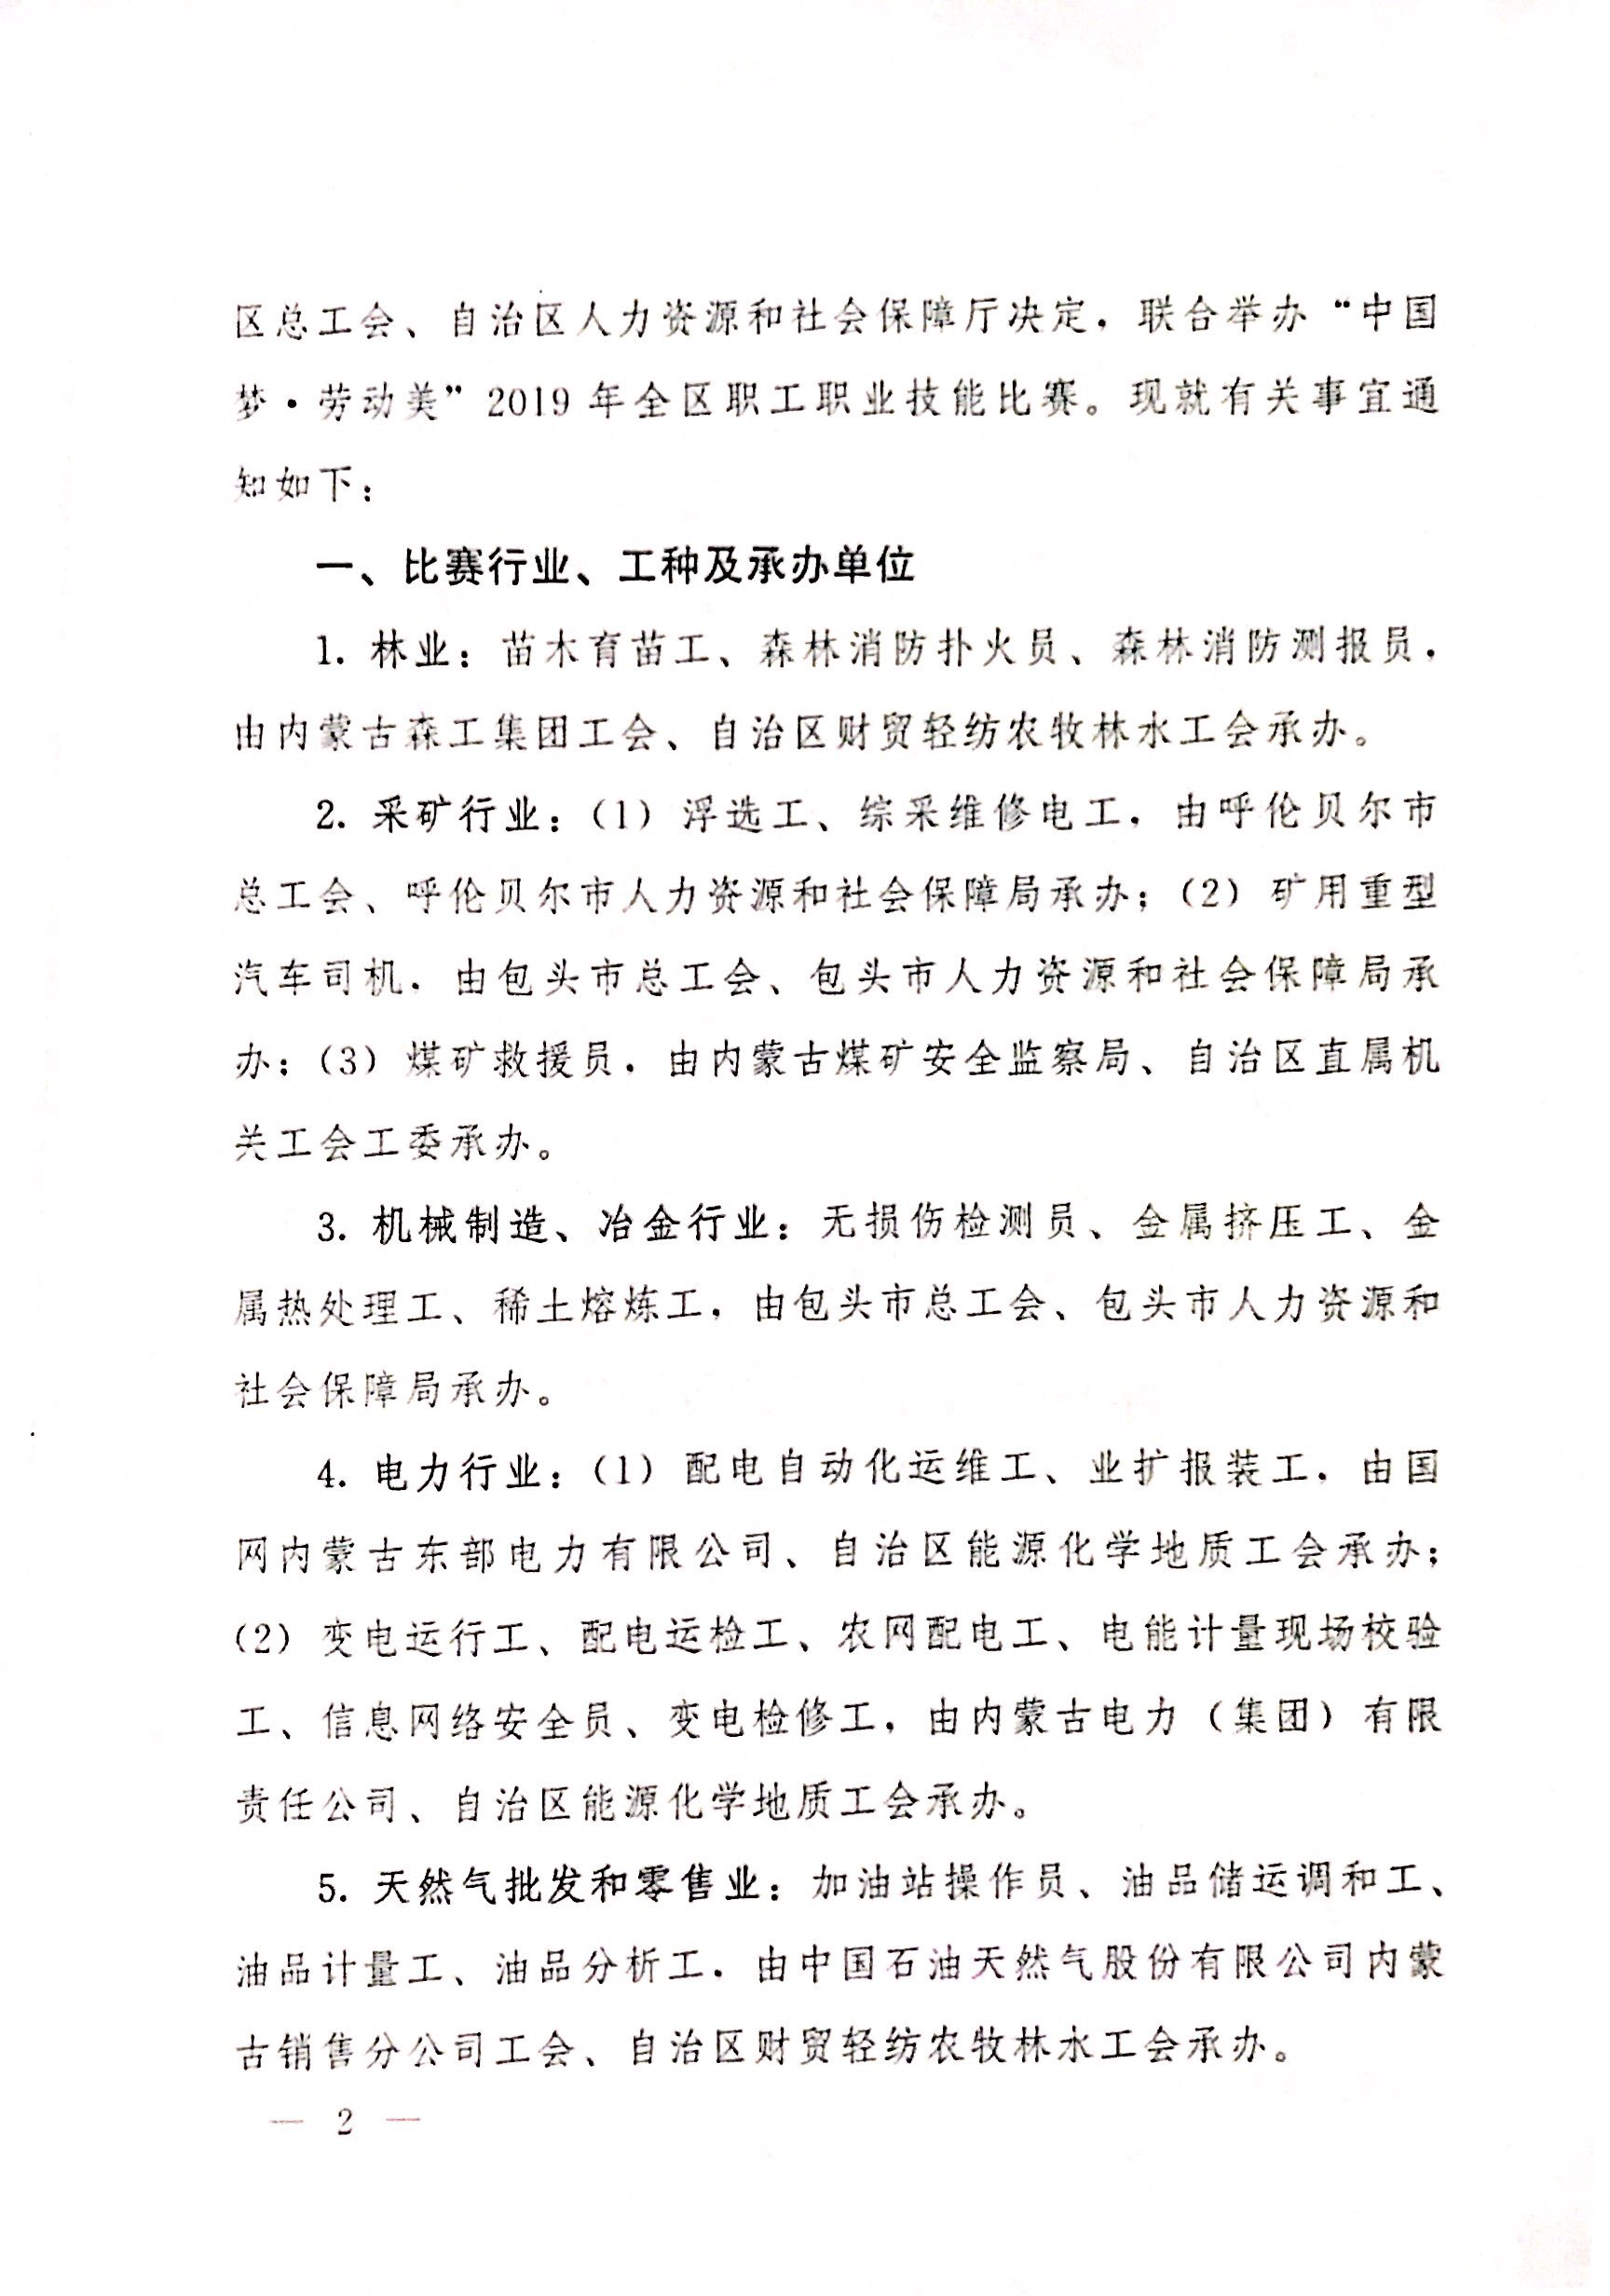 区总工会、自治区人力资源和社会保障厅决定，联合举办“中国
梦·劳动美”2019年全区职工职业技能比赛。现就有关事宜通
知如下：
一、比赛行业、工种及承办单位
1. 林业：苗木育苗工、森林消防扑火员、森林消防测报员，
由内蒙古森工集团工会、自治区财贸轻纺农牧林水工会承办。
2. 采矿行业：（1）浮选工、综采维修电工，由呼伦贝尔市
总工会、呼伦贝尔市人力资源和社会保障局承办；（2）矿用重型
汽车司机，由包头市总工会、包头市人力资源和社会保障局承
办；（3）煤矿救援员，由内蒙古煤矿安全监察局、自治区直属机
关工会工委承办。
3. 机械制造、冶金行业：无损伤检测员、金属挤压工、金
属热处理工、稀土熔炼工，由包头市总工会、包头市人力资源和
社会保障局承办。
4. 电力行业：（1）配电自动化运维工、业扩报装工，由国
网内蒙古东部电力有限公司、自治区能源化学地质工会承办；
（2）变电运行工、配电运检工、农网配电工、电能计量现场校验
工、信息网络安全员、变电检修工，由内蒙古电力（集团）有限
责任公司、自治区能源化学地质工会承办。
5. 天然气批发和零售业：加油站操作员、油品储运调和工、
油品计量工、油品分析工，由中国石油天然气股份有限公司内蒙
古销售分公司工会、自治区财贸轻纺农牧林水工会承办。
— 2 —